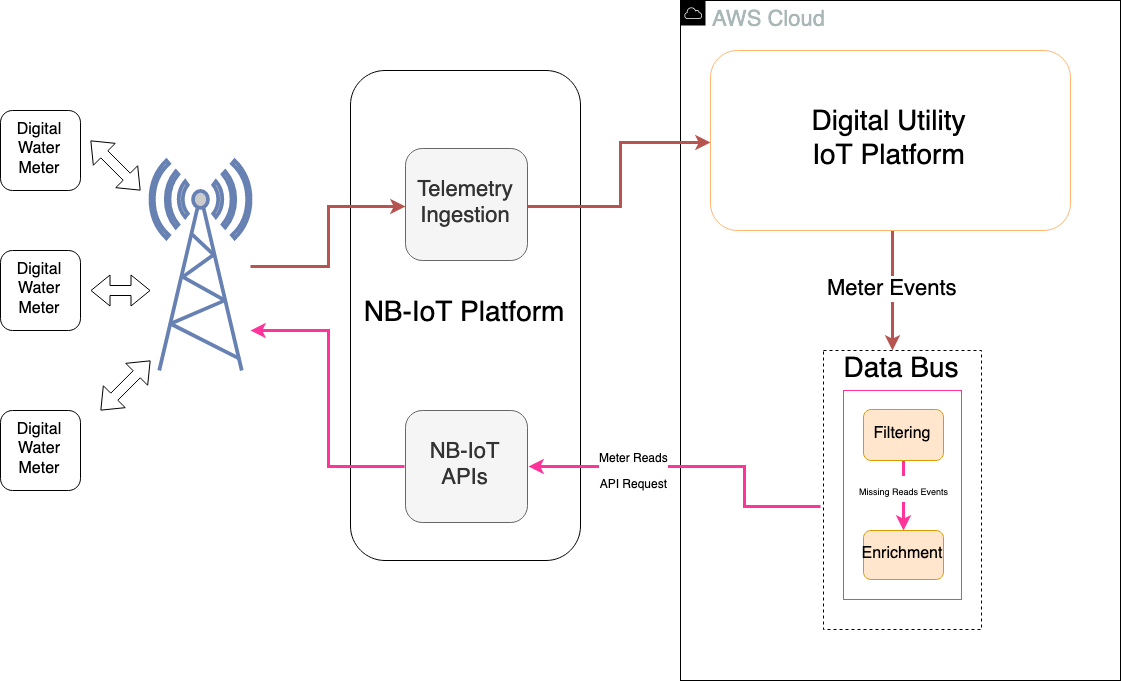 AWS Cloud
Digital Utility
IoT Platform
Digital
Water
Meter
Telemetry
Ingestion
Digital
Water
Meter
NB-IoT Platform
Meter Events
Data Bus
Filtering
Digital
Water
Meter
NB-IoT
APIs
Meter Reads
API Request
Missing Reads Events
Enrichment